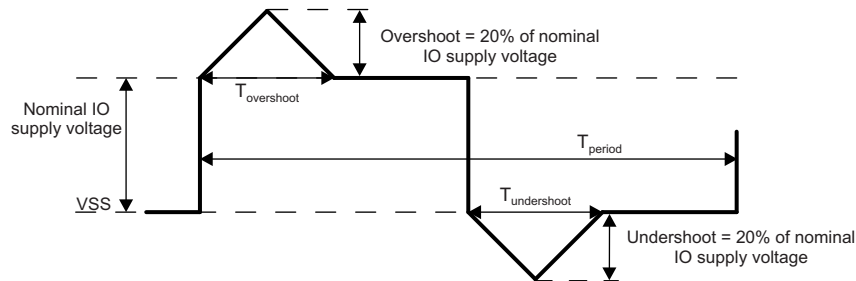 Overshoot = 20% of nominal
IO supply voltage
Nominal IO
supply voltage
Tovershoot
Tperiod
VSS
Tundershoot
Undershoot = 20% of nominal
IO supply voltage